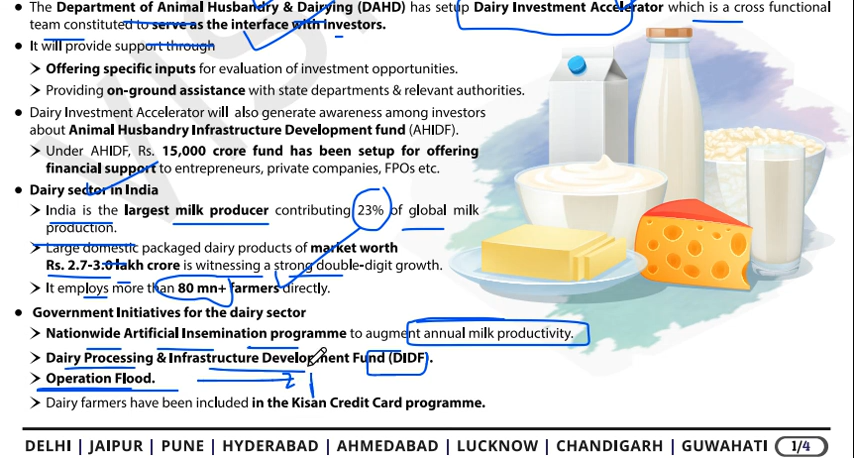 • The Department of Animal Husbandry & Dairying (DAHD) has setup Dairy Investment Accelerator which is a cross functional
team constituted to serve as the interface with investors.
• It will provide support through
➢ Offering specific inputs for evaluation of investment opportunities.
➢ Providing on-ground assistance with state departments & relevant authorities.
• Dairy Investment Accelerator will also generate awareness among investors
about Animal Husbandry Infrastructure Development fund (AHIDF).
➢ Under AHIDF, Rs. 15,000 crore fund has been setup for offering
financial support to entrepreneurs, private companies, FPOs etc.
• Dairy sector in India
➢ India is the largest milk producer contributing 23% of global milk
production.
➢ Large domestic packaged dairy products of market worth
Rs. 2.7-3.0 lakh crore is witnessing a strong double-digit growth.
➢ It employs more than 80 mn+ farmers directly.
• Government Initiatives for the dairy sector
➢ Nationwide Artificial Insemination programme to augment annual milk productivity.
➢ Dairy Processing & Infrastructure Development Fund (DIDF).
➢ Operation Flood.
➢ Dairy farmers have been included in the Kisan Credit Card programme.
DELHI | JAIPUR | PUNE | HYDERABAD | AHMEDABAD | LUCKNOW | CHANDIGARH | GUWAHATI 1/4